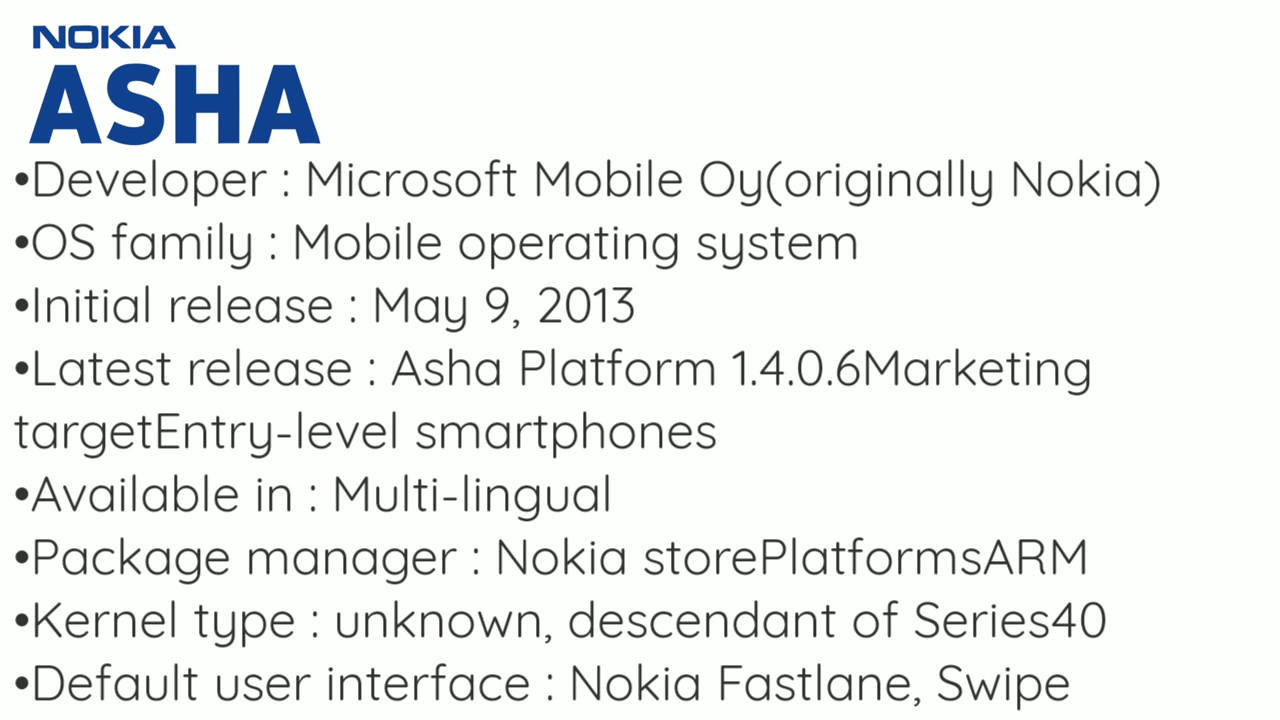 NOKIA
ASHA
•Developer : Microsoft Mobile Oy(originally Nokia)
•OS family : Mobile operating system
•Initial release : May 9, 2013
•Latest release : Asha Platform 1.4.0.6Marketing
targetEntry-level smartphones
•Available in : Multi-lingual
•Package manager : Nokia storePlatformsARM
•Kernel type : unknown, descendant of Series40
•Default user interface : Nokia Fastlane, Swipe